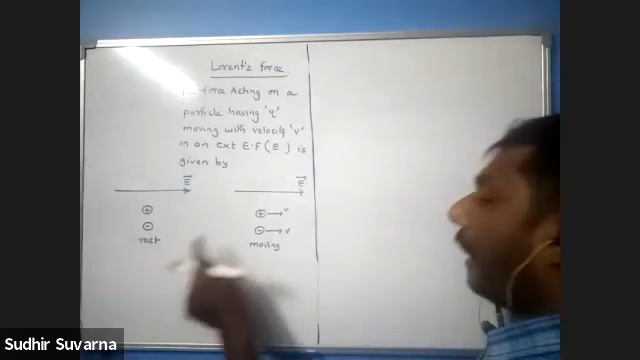 Lorentz force
force Acting on a
particle having 'q'
moving with velocity 'v'
in an ext E.F (E) is
given by
E E
+ + v
- - v
rest moving
Sudhir Suvarna